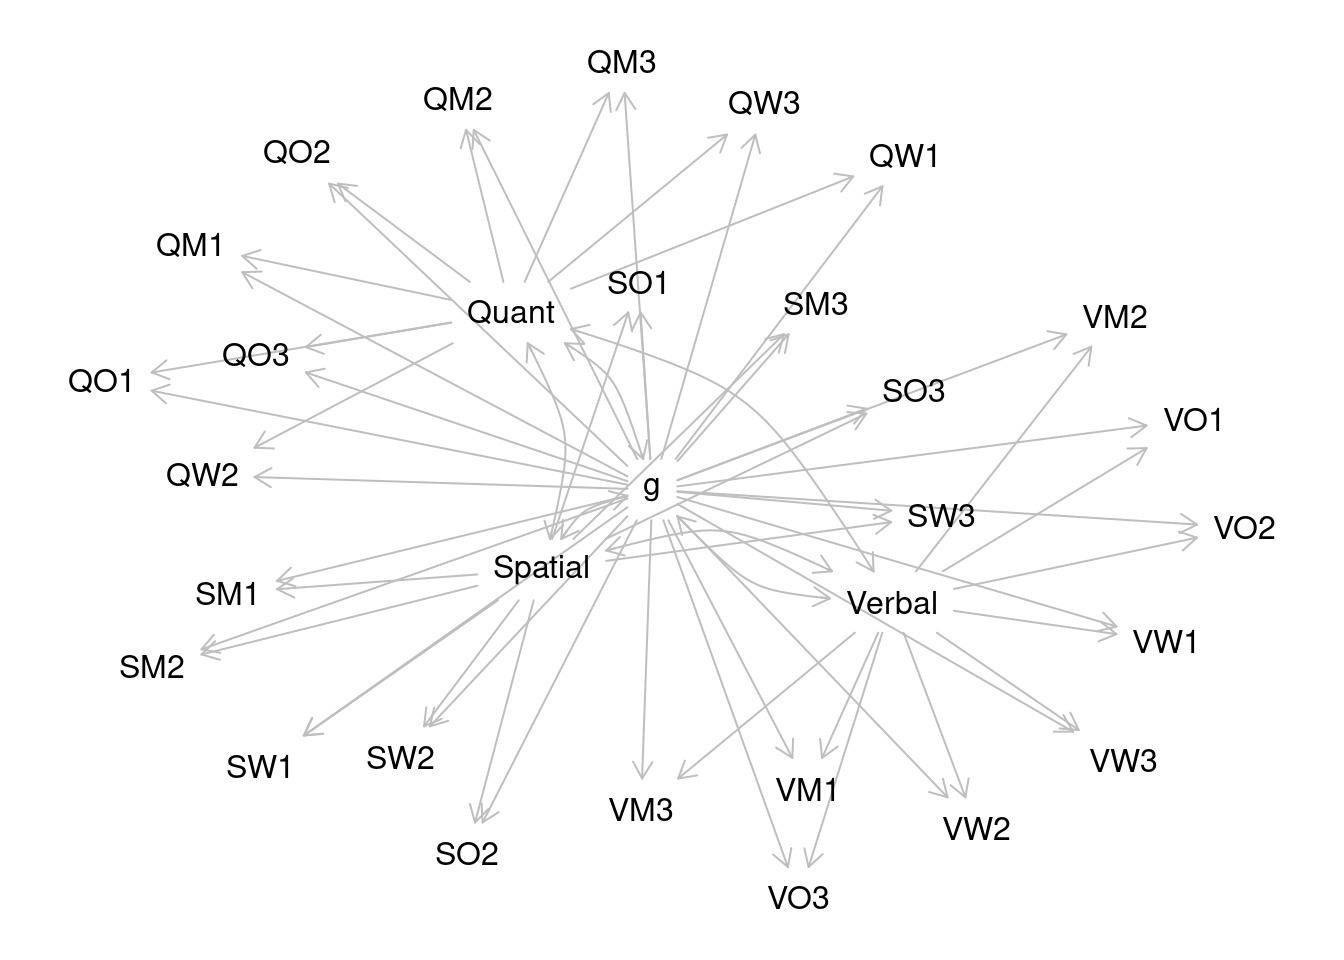 QM3
QM2
QW3
QO2
QW1
QM1
SO1
SM3
Quant
VM2
QO3
QO1
SO3
VO1
QW2
g
SW3
VO2
Spatial
SM1
Verbal
VW1
SM2
SW2
SW1
VW3
VM1
VM3
VW2
SO2
VO3